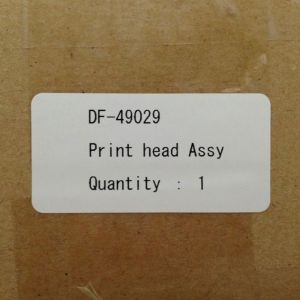 DF-49029
Print head Assy
Quantity : 1